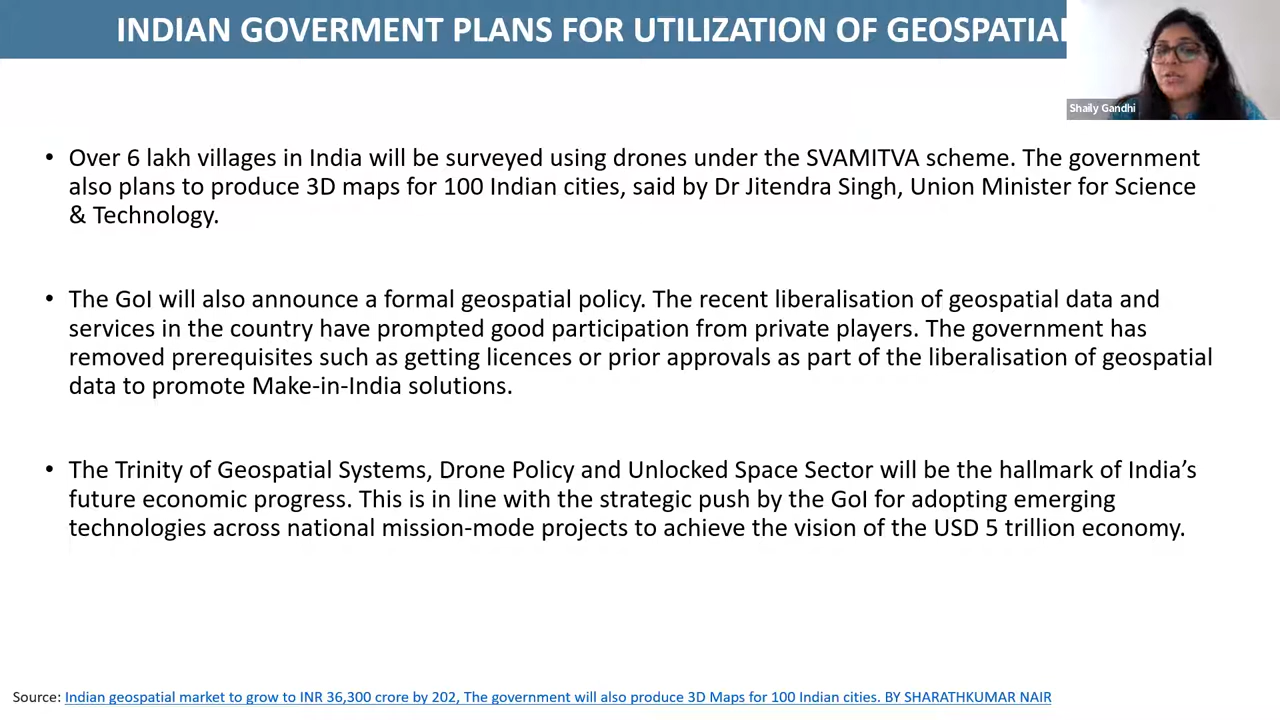 INDIAN GOVERMENT PLANS FOR UTILIZATION OF GEOSPATIAL
Shaily Gandhi
• Over 6 lakh villages in India will be surveyed using drones under the SVAMITVA scheme. The government
also plans to produce 3D maps for 100 Indian cities, said by Dr Jitendra Singh, Union Minister for Science
& Technology.
• The GoI will also announce a formal geospatial policy. The recent liberalisation of geospatial data and
services in the country have prompted good participation from private players. The government has
removed prerequisites such as getting licences or prior approvals as part of the liberalisation of geospatial
data to promote Make-in-India solutions.
• The Trinity of Geospatial Systems, Drone Policy and Unlocked Space Sector will be the hallmark of India’s
future economic progress. This is in line with the strategic push by the GoI for adopting emerging
technologies across national mission-mode projects to achieve the vision of the USD 5 trillion economy.
Source: Indian geospatial market to grow to INR 36,300 crore by 202, The government will also produce 3D Maps for 100 Indian cities. BY SHARATHKUMAR NAIR